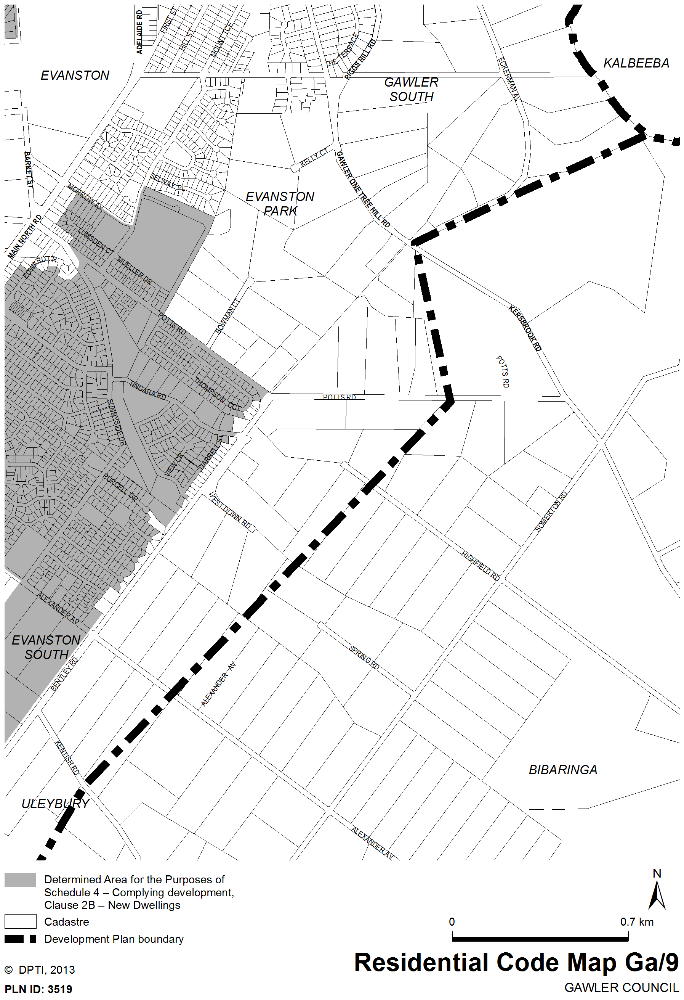 ADELAIDE RD
FIRST ST
HILL ST
MOUNT TCE
THE TERRACE
RIGGS HILL RD
ECKERMAN AV
KALBEEBA
EVANSTON
GAWLER
SOUTH
BARNET ST
KELLY CT
GAWLER ONE TREE HILL RD
SELWAY PL
MORROW AV
EVANSTON
PARK
MAIN NORTH RD
LUMSDEN CT
EDWARD CR
MUELLER DR
POTTS RD
BOWMAN CT
KERSBROOK RD
POTTS RD
TINGARA RD
THOMPSON CCT
POTTS RD
SUNNYSIDE DR
VIEW CR
DARRELL ST
PURCELL GR
WEST DOWN RD
SOMERTON RD
HIGHFIELD RD
ALEXANDER AV
EVANSTON
SOUTH
BENTLEY RD
SPRING RD
ALEXANDER AV
KENTISH RD
BIBARINGA
ULEYBURY
ALEXANDER AV
Determined Area for the Purposes of
Schedule 4 – Complying development,
Clause 2B – New Dwellings
Cadastre
Development Plan boundary
N
0 0.7 km
Residential Code Map Ga/9
GAWLER COUNCIL
© DPTI, 2013
PLN ID: 3519